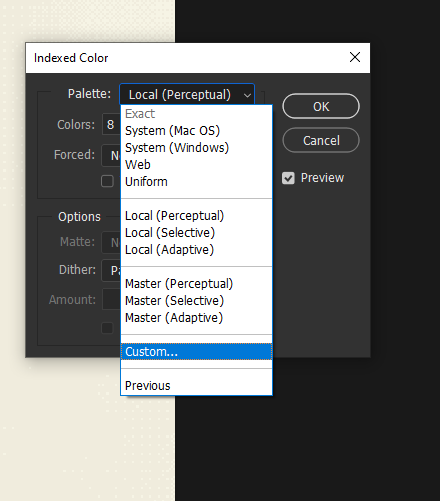 Indexed Color
Palette: Local (Perceptual)
OK
Exact
Colors: 8
System (Mac OS)
System (Windows)
Cancel
Forced:
Web
Uniform
Preview
Options
Local (Perceptual)
Local (Selective)
Matte:
Local (Adaptive)
Dither:
Master (Perceptual)
Amount:
Master (Selective)
Master (Adaptive)
Custom...
Previous